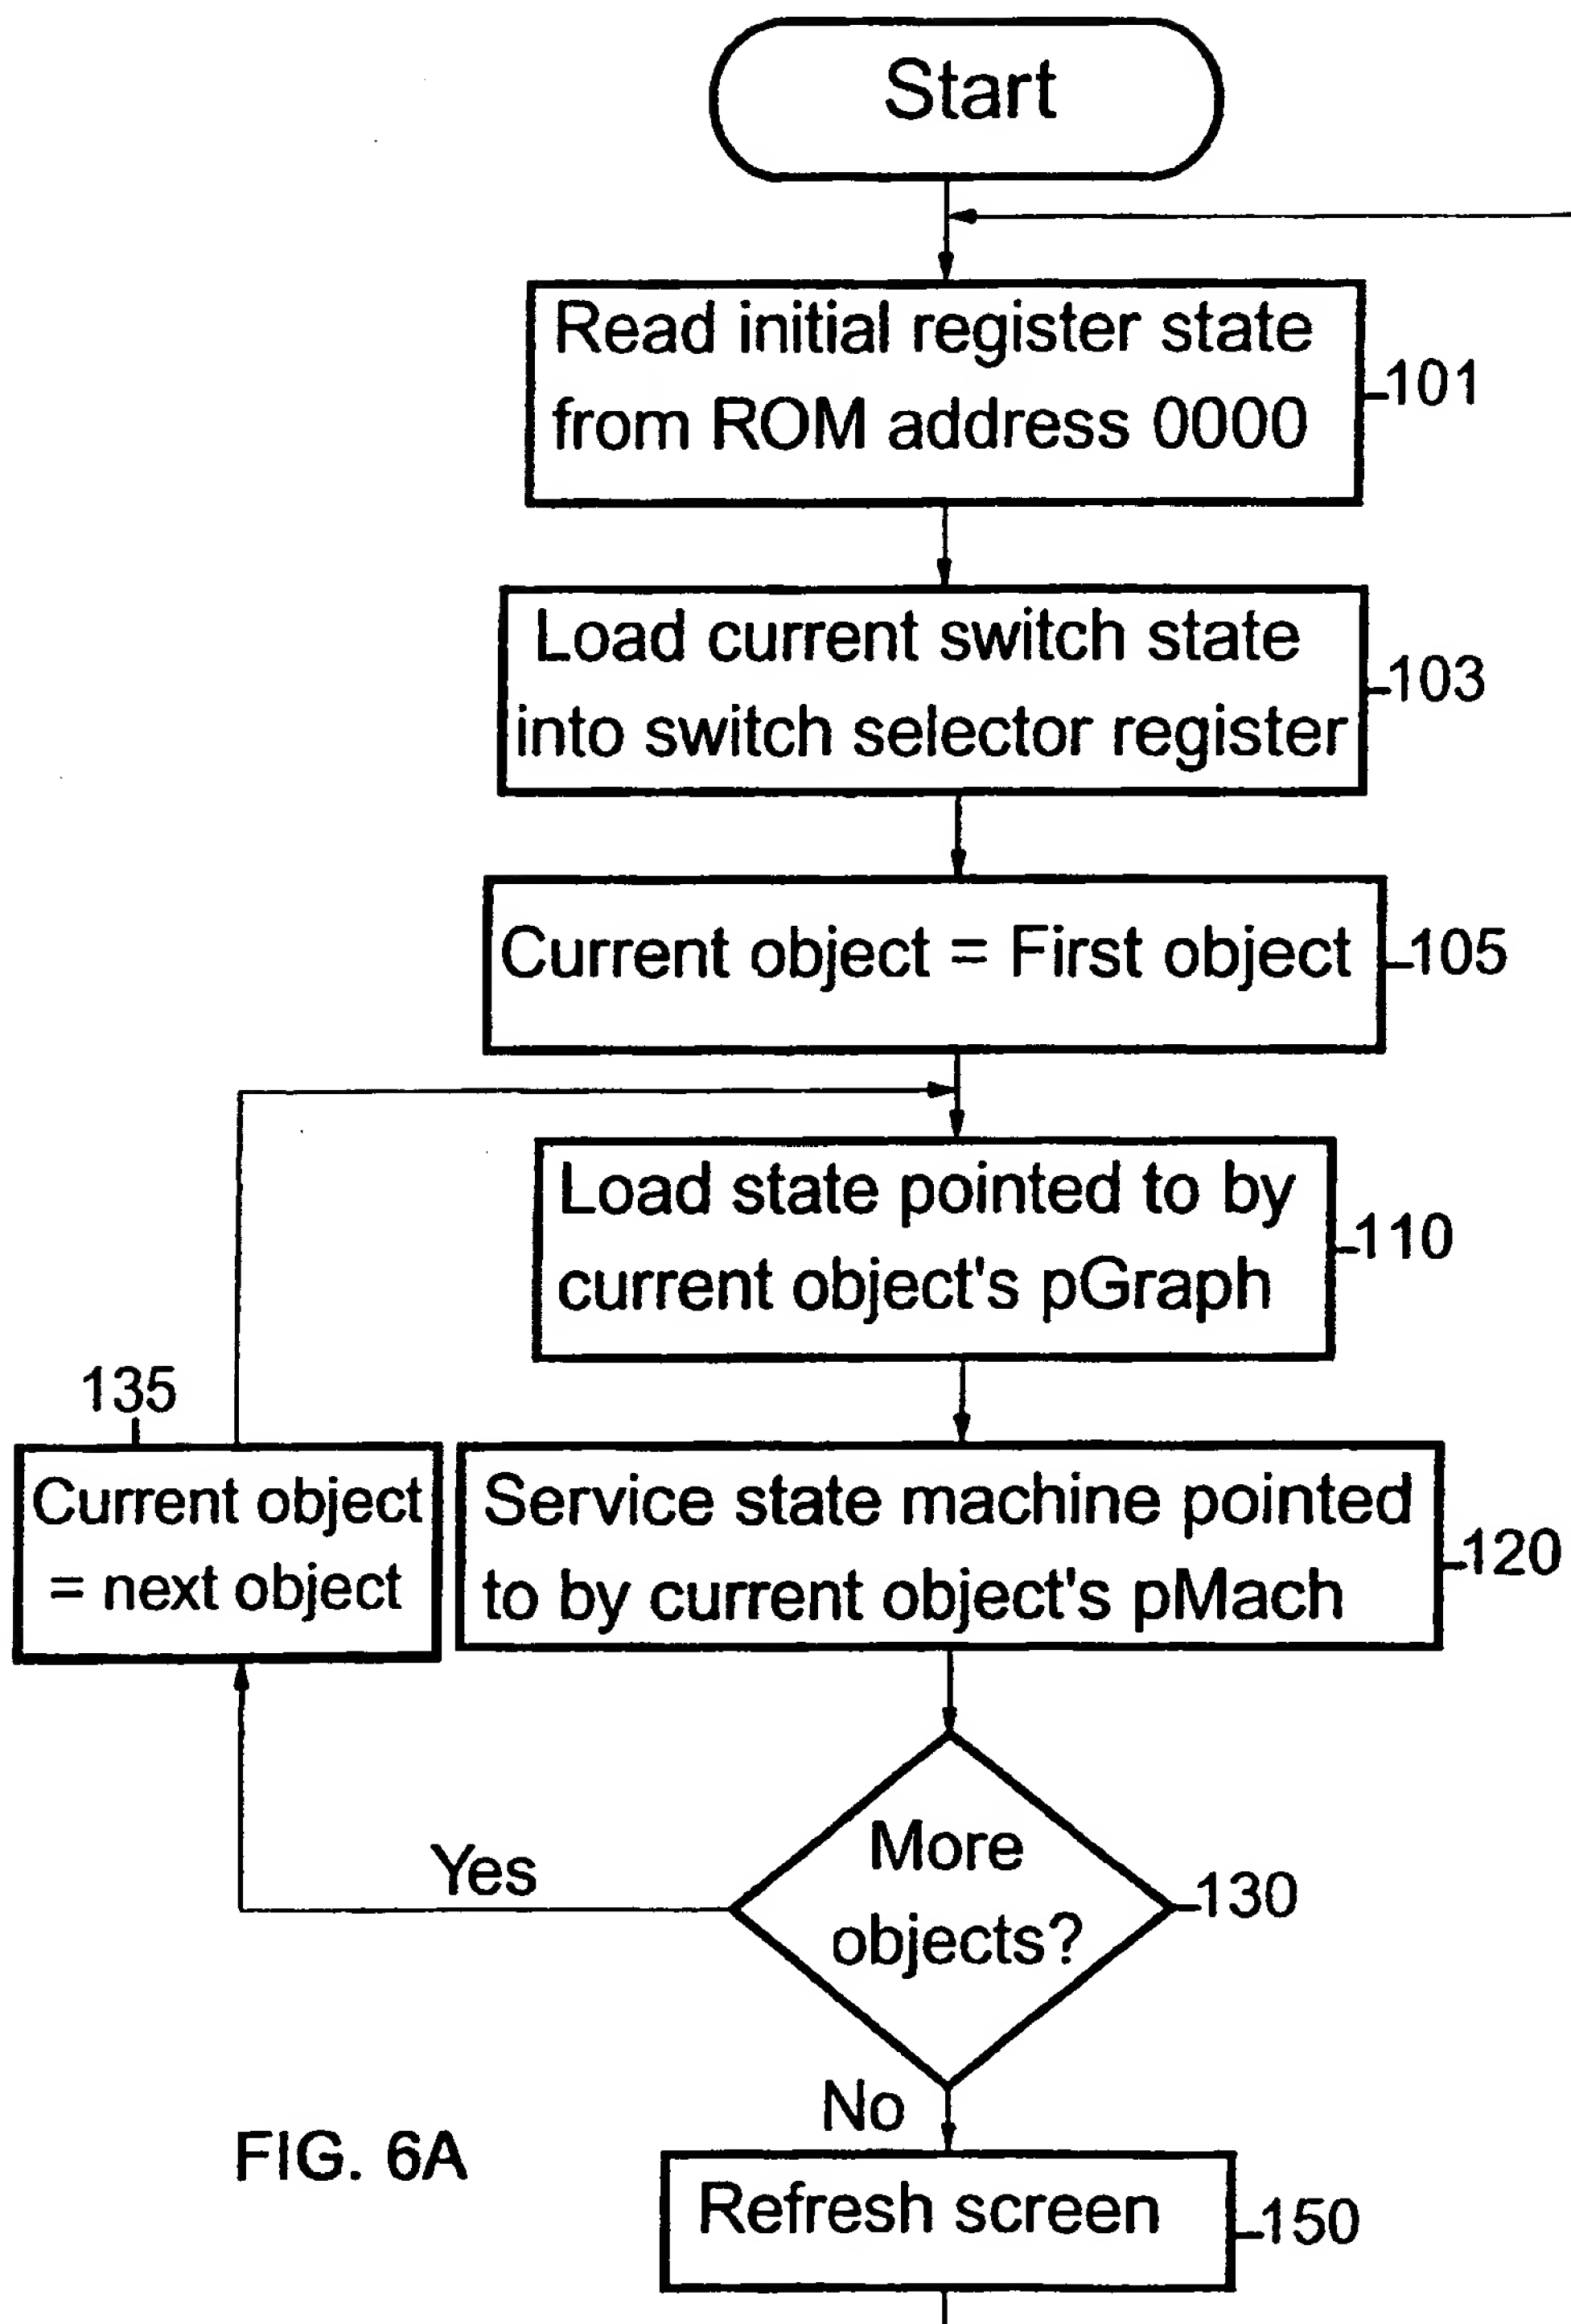 Start
Read initial register state
from ROM address 0000
101
Load current switch state
into switch selector register
103
Current object = First object
105
Load state pointed to by
current object's pGraph
110
135
Current object
= next object
Service state machine pointed
to by current object's pMach
120
More
objects?
130
Yes
No
FIG. 6A
Refresh screen
150